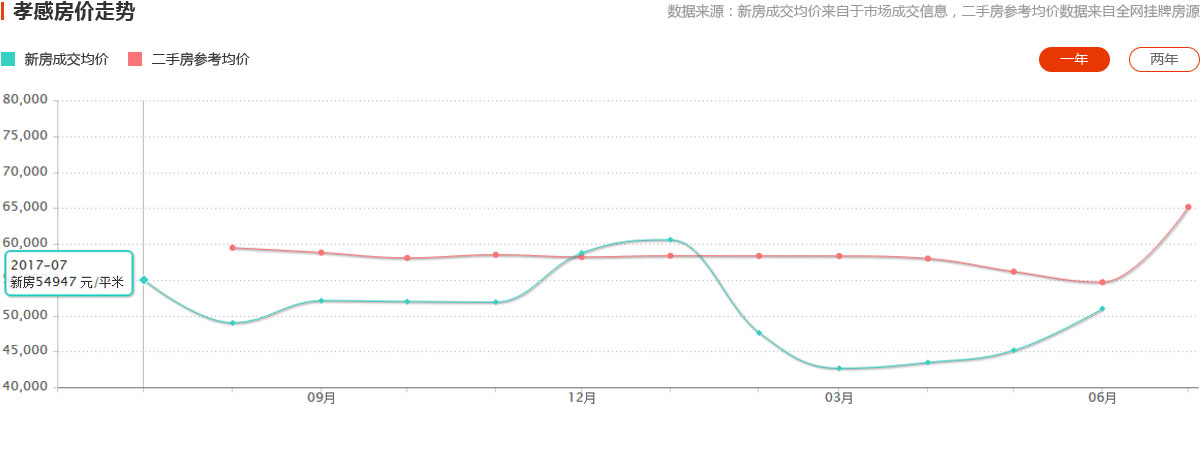 孝感房价走势
数据来源：新房成交均价来自于市场成交信息，二手房参考均价数据来自全网挂牌房源
新房成交均价 二手房参考均价
一年 两年
80,000
75,000
70,000
65,000
60,000
2017-07
新房54947 元/平米
50,000
45,000
40,000
09月 12月 03月 06月